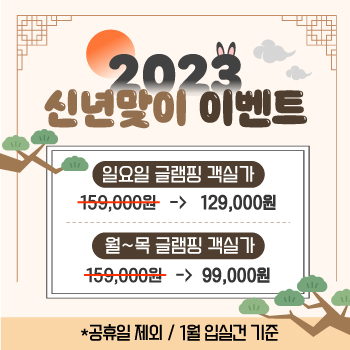 2023
신년맞이 이벤트
일요일 글램핑 객실가
159,000원 -> 129,000원
월~목 글램핑 객실가
159,000원 -> 99,000원
*공휴일 제외 / 1월 입실건 기준